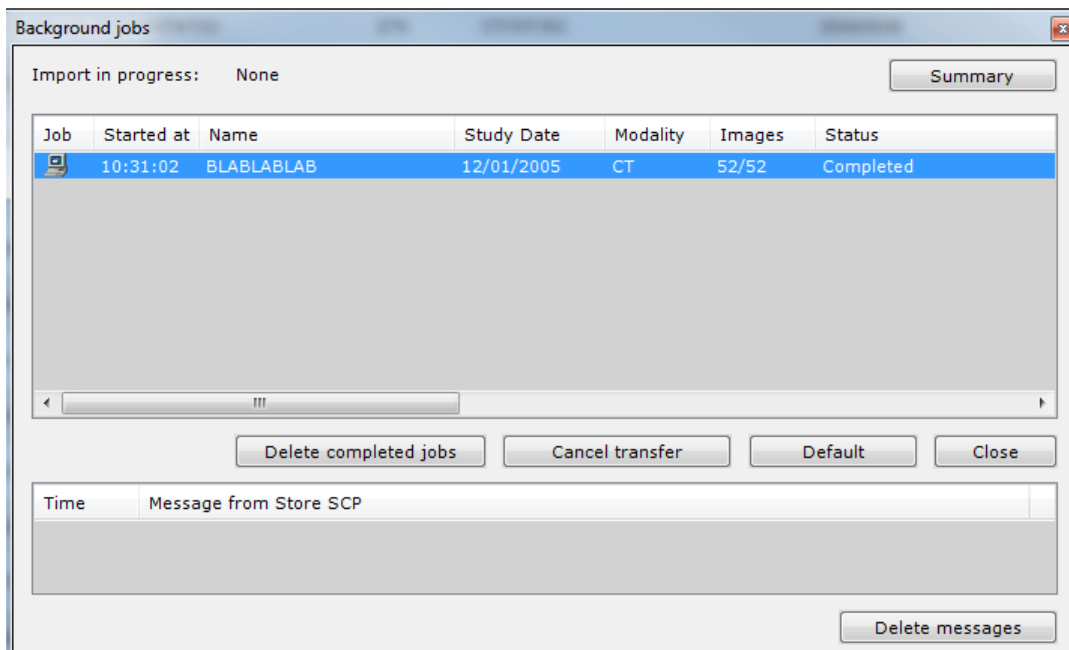 Background jobs
Import in progress: None Summary
Job Started at Name Study Date Modality Images Status
10:31:02 BLABLABLAB 12/01/2005 CT 52/52 Completed
Delete completed jobs Cancel transfer Default Close
Time Message from Store SCP
Delete messages